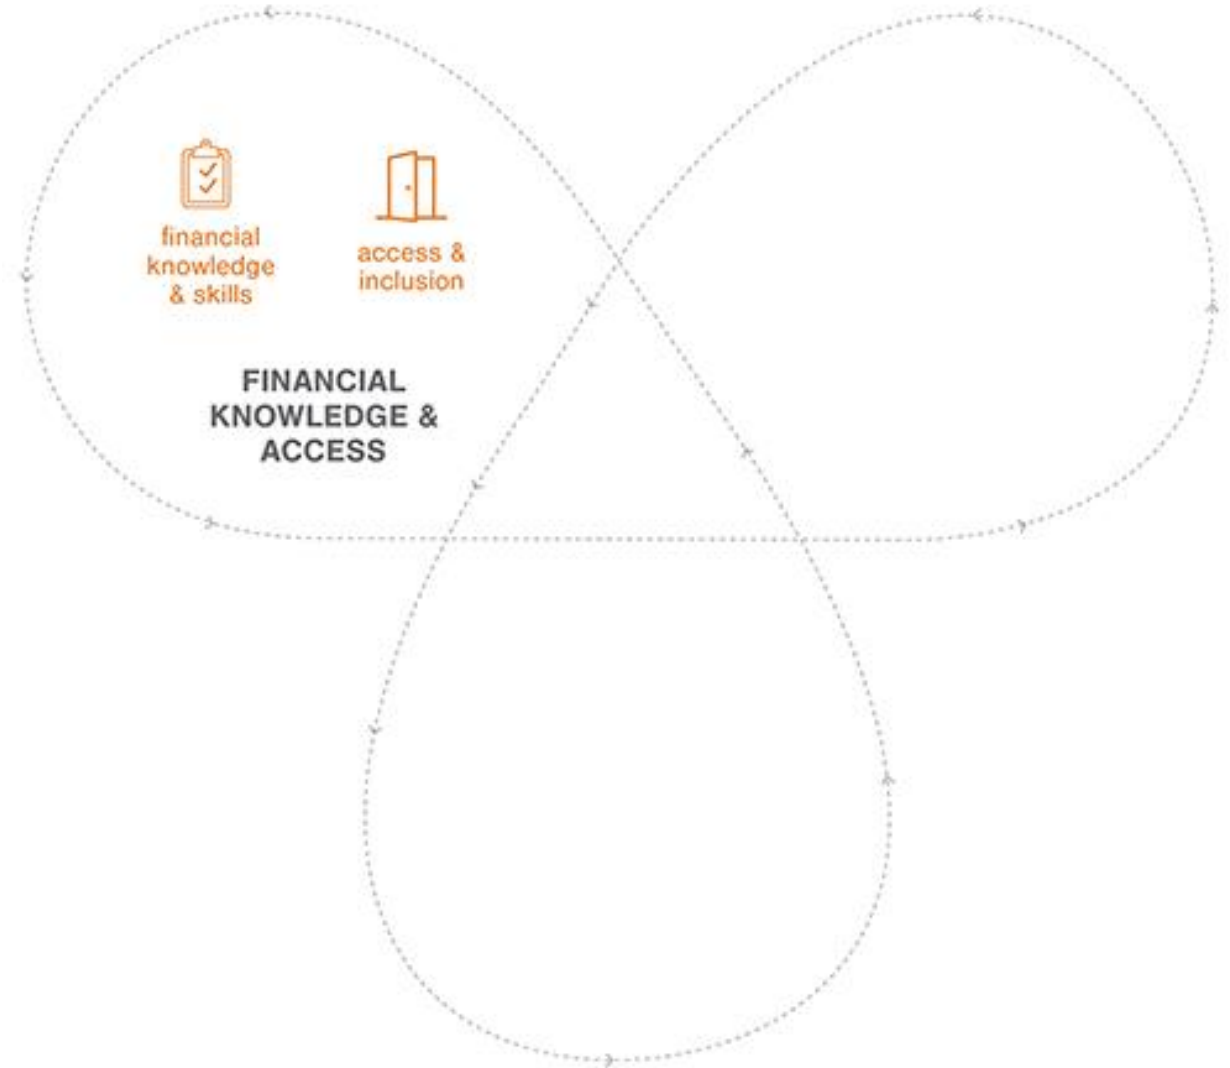 financial
knowledge
& skills
access &
inclusion
FINANCIAL
KNOWLEDGE &
ACCESS